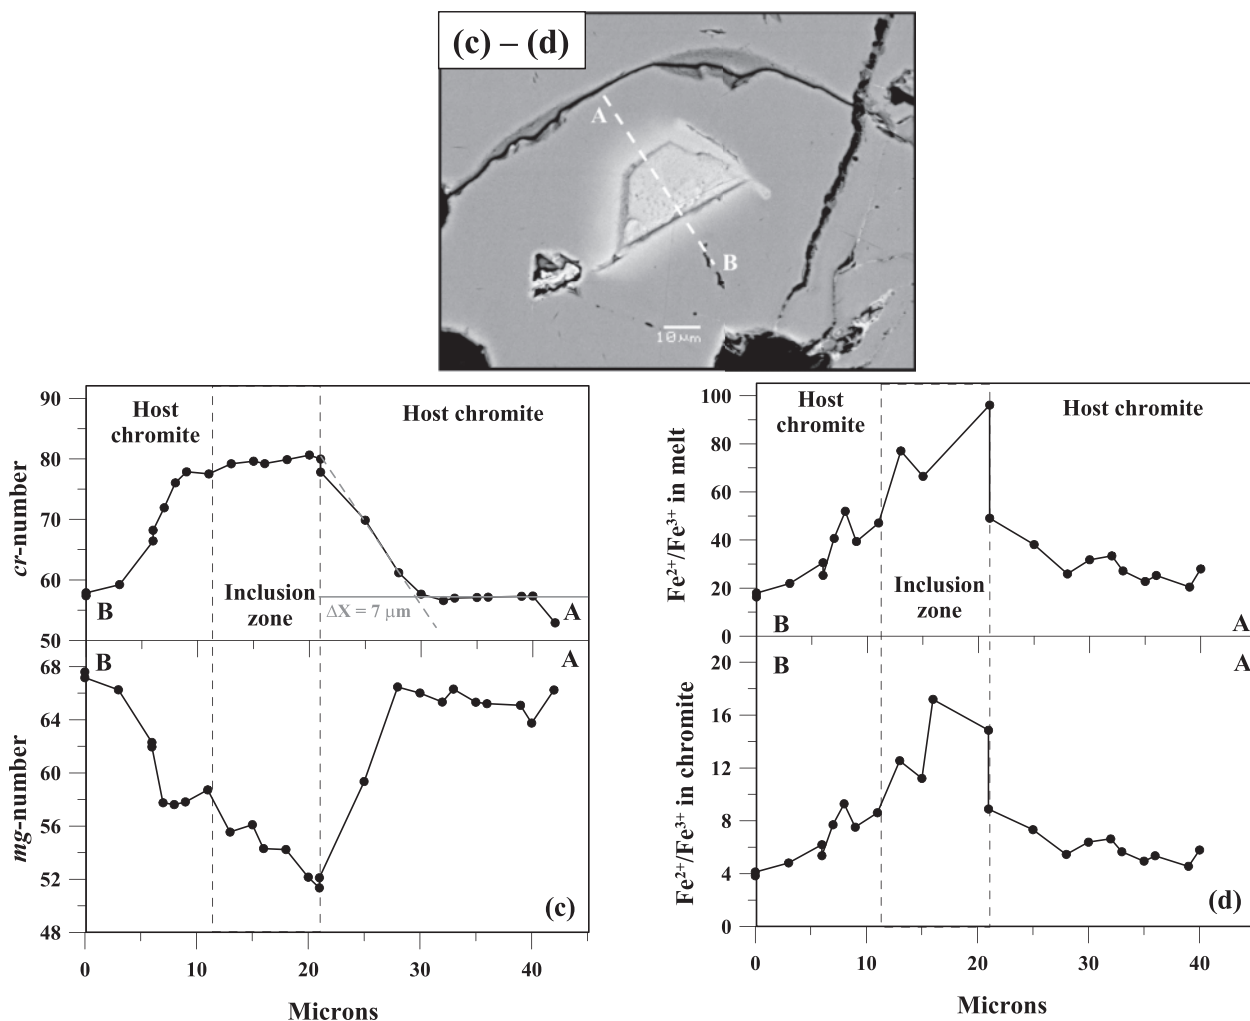 (c) – (d)
A
B
10 µm
90
80
70
60
50
cr-number
Host
chromite
Host chromite
Inclusion
zone
ΔX = 7 µm
B
A
68
64
60
56
52
48
mg-number
B
A
(c)
0
10
20
30
40
Microns
100
80
60
40
20
0
Fe2+/Fe3+ in melt
Host
chromite
Host chromite
Inclusion
zone
B
A
20
16
12
8
4
0
Fe2+/Fe3+ in chromite
B
A
(d)
0
10
20
30
40
Microns